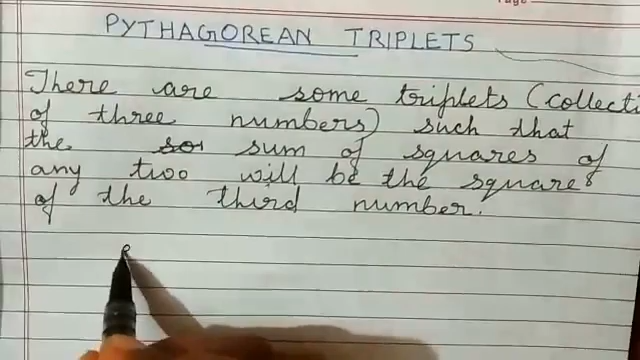 Page
PYTHAGOREAN TRIPLETS
There are some triplets (collecti
of three numbers) such that
the sum of squares of
any two will be the square
of the third number.
e